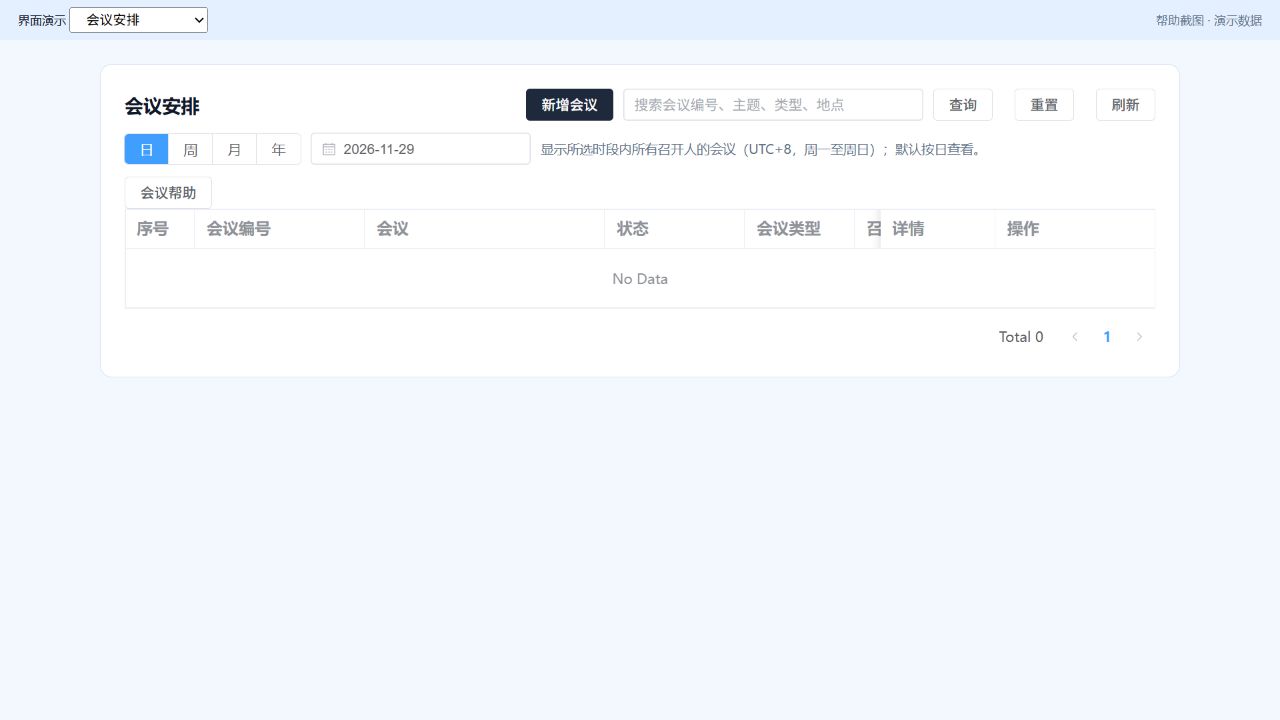 界面演示 会议安排 帮助截图 · 演示数据
会议安排 新增会议 搜索会议编号、主题、类型、地点 查询 重置 刷新
日 周 月 年 2026-11-29 显示所选时段内所有召开人的会议（UTC+8，周一至周日）；默认按日查看。
会议帮助
序号 会议编号 会议 状态 会议类型 召 详情 操作
No Data
Total 0 1